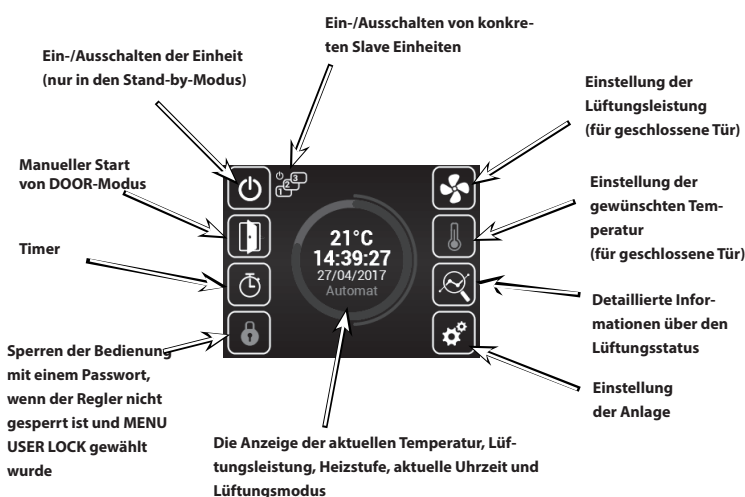 Ein-/Ausschalten von konkre-
ten Slave Einheiten
Ein-/Ausschalten der Einheit
(nur in den Stand-by-Modus)
Einstellung der
Lüftungsleistung
(für geschlossene Tür)
Manueller Start
von DOOR-Modus
Einstellung der
gewünschten Tem-
peratur
(für geschlossene Tür)
Timer
1 2 3
21°C
14:39:27
27/04/2017
Automat
Detaillierte Infor-
mationen über den
Lüftungsstatus
Sperren der Bedienung
mit einem Passwort,
wenn der Regler nicht
gesperrt ist und MENU
USER LOCK gewählt
wurde
Einstellung
der Anlage
Die Anzeige der aktuellen Temperatur, Lüf-
tungsleistung, Heizstufe, aktuelle Uhrzeit und
Lüftungsmodus